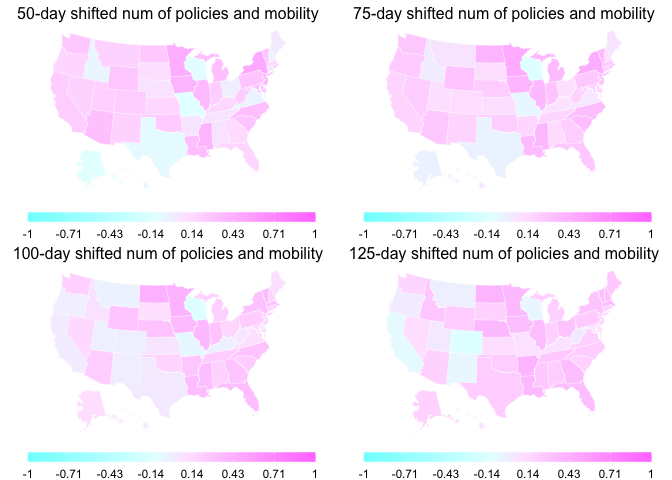 50-day shifted num of policies and mobility
75-day shifted num of policies and mobility
-1 -0.71 -0.43 -0.14 0.14 0.43 0.71 1
-1 -0.71 -0.43 -0.14 0.14 0.43 0.71 1
100-day shifted num of policies and mobility
125-day shifted num of policies and mobility
-1 -0.71 -0.43 -0.14 0.14 0.43 0.71 1
-1 -0.71 -0.43 -0.14 0.14 0.43 0.71 1